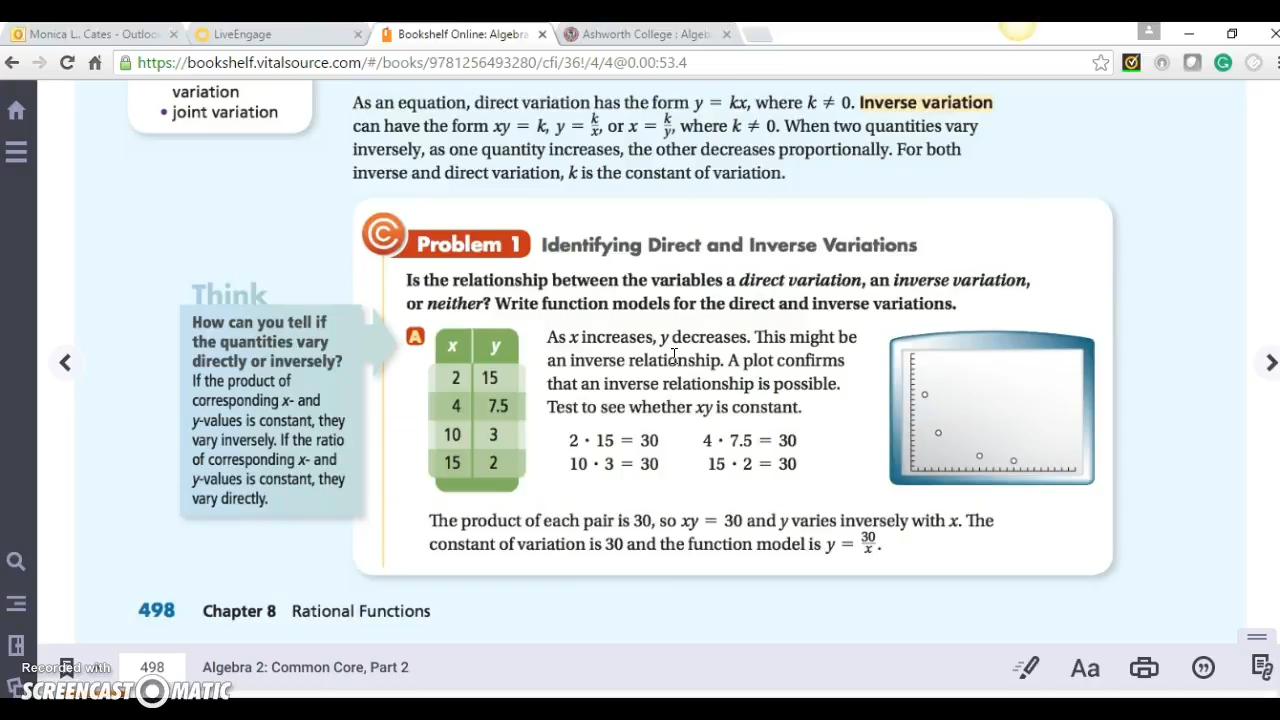 Monica L. Cates - Outloo
LiveEngage
Bookshelf Online: Algebra
Ashworth College : Algeb
https://bookshelf.vitalsource.com/#/books/9781256493280/cfi/36!/4/4@0.00:53.4
variation
• joint variation
As an equation, direct variation has the form y = kx, where k ≠ 0. Inverse variation
can have the form xy = k, y = k/x, or x = k/y, where k ≠ 0. When two quantities vary
inversely, as one quantity increases, the other decreases proportionally. For both
inverse and direct variation, k is the constant of variation.
Problem 1 Identifying Direct and Inverse Variations
Is the relationship between the variables a direct variation, an inverse variation,
or neither? Write function models for the direct and inverse variations.
Think
How can you tell if
the quantities vary
directly or inversely?
If the product of
corresponding x- and
y-values is constant, they
vary inversely. If the ratio
of corresponding x- and
y-values is constant, they
vary directly.
A
x y
2 15
4 7.5
10 3
15 2
As x increases, y decreases. This might be
an inverse relationship. A plot confirms
that an inverse relationship is possible.
Test to see whether xy is constant.
2 · 15 = 30 4 · 7.5 = 30
10 · 3 = 30 15 · 2 = 30
The product of each pair is 30, so xy = 30 and y varies inversely with x. The
constant of variation is 30 and the function model is y = 30/x.
498 Chapter 8 Rational Functions
498 Algebra 2: Common Core, Part 2
Aa
Recorded with
SCREENCAST-O-MATIC